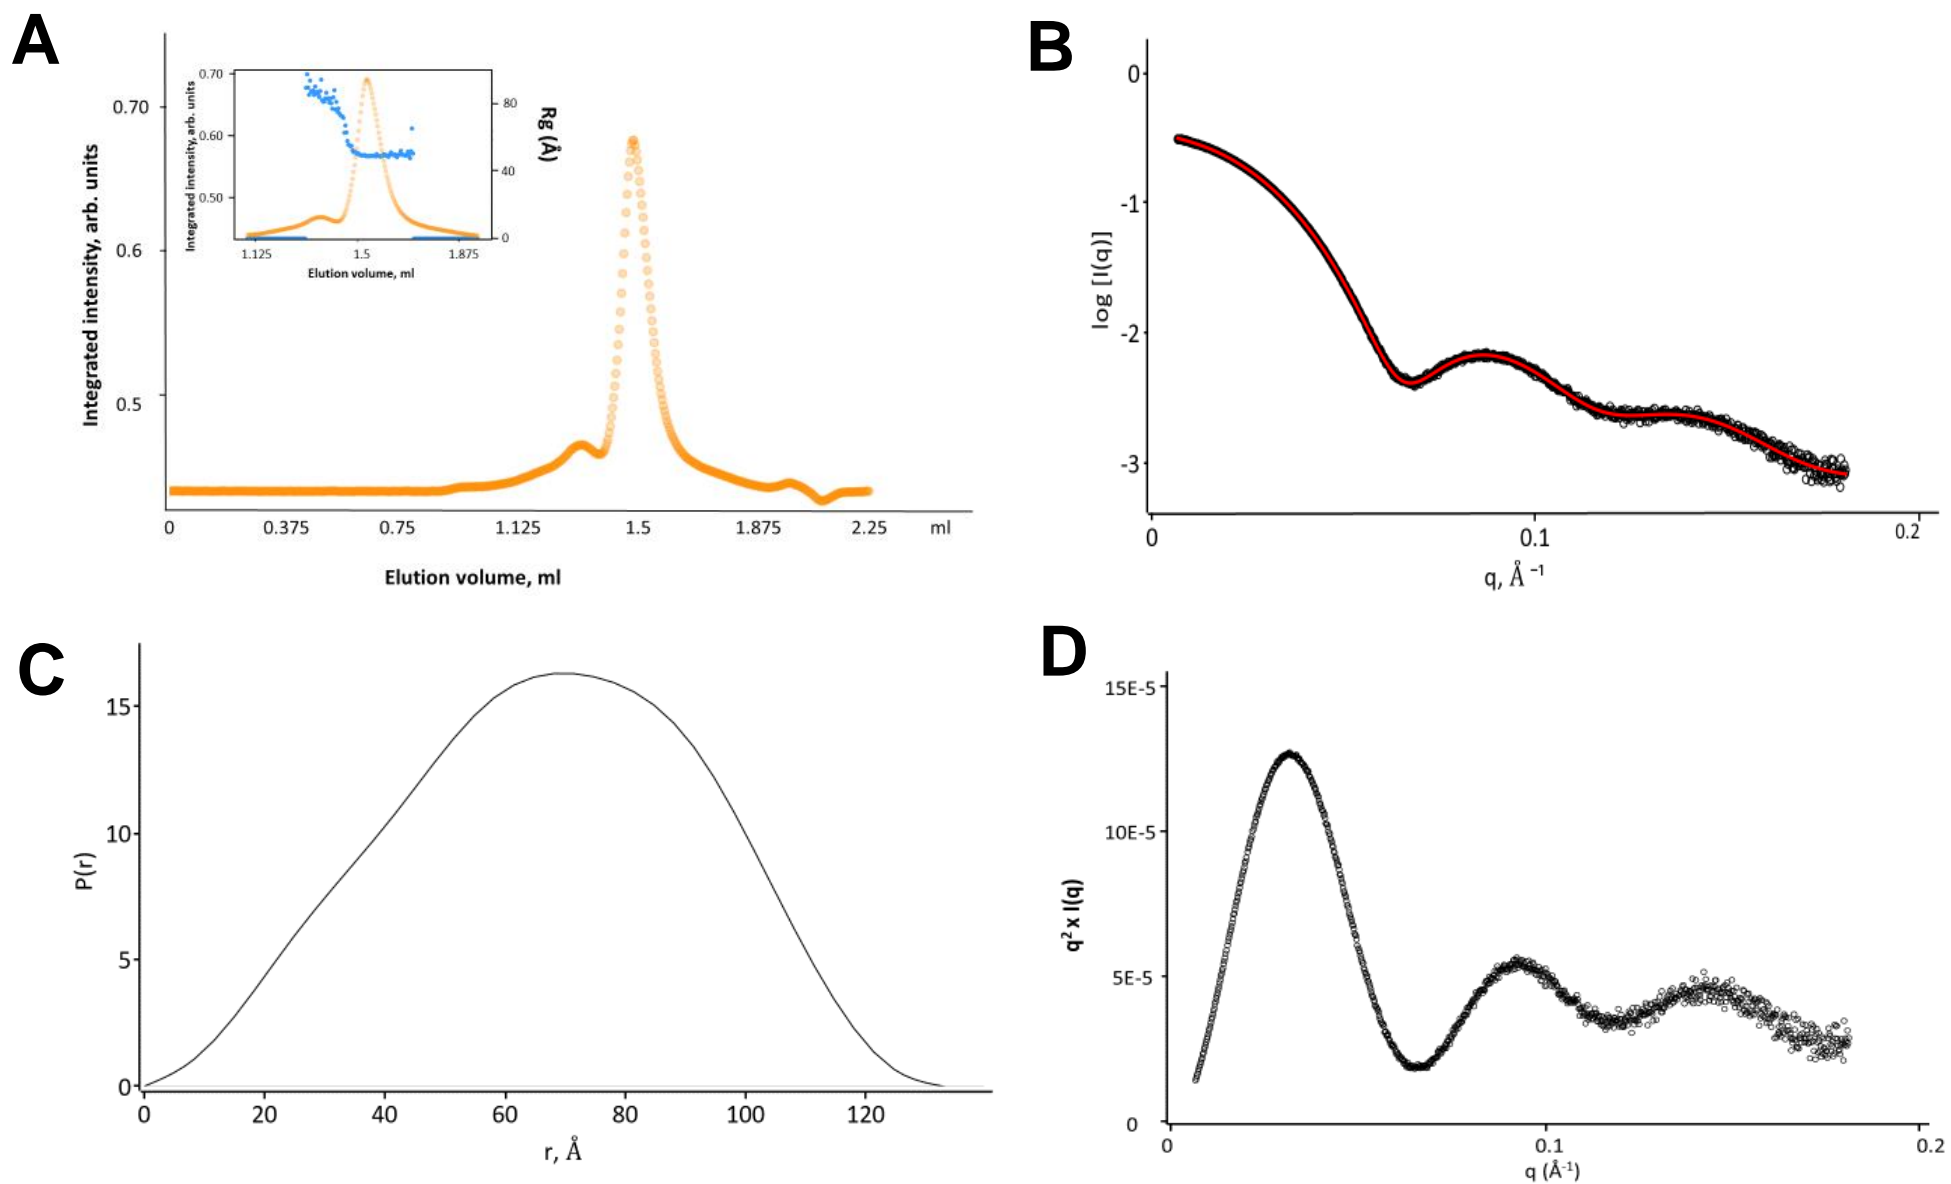 A
0.70
0.6
0.5
Integrated intensity, arb. units
0
0.375
0.75
1.125
1.5
1.875
2.25
ml
Elution volume, ml
0.70
0.60
0.50
Integrated intensity, arb. units
80
40
0
Rg (Å)
1.125
1.5
1.875
Elution volume, ml
B
0
-1
-2
-3
log [I(q)]
0
0.1
0.2
q, Å ⁻¹
C
15
10
5
0
P(r)
0
20
40
60
80
100
120
r, Å
D
15E-5
10E-5
5E-5
0
q² x I(q)
0
0.1
0.2
q (Å⁻¹)